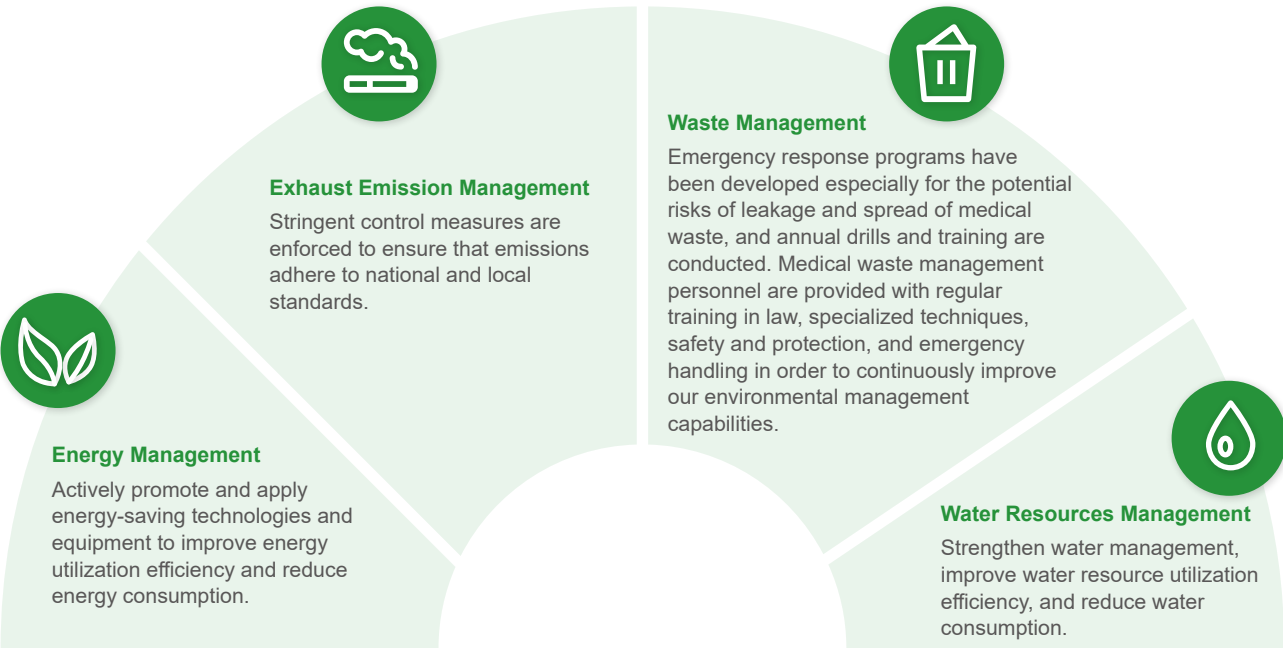 Energy Management
Actively promote and apply
energy-saving technologies and
equipment to improve energy
utilization efficiency and reduce
energy consumption.
Exhaust Emission Management
Stringent control measures are
enforced to ensure that emissions
adhere to national and local
standards.
Waste Management
Emergency response programs have
been developed especially for the potential
risks of leakage and spread of medical
waste, and annual drills and training are
conducted. Medical waste management
personnel are provided with regular
training in law, specialized techniques,
safety and protection, and emergency
handling in order to continuously improve
our environmental management
capabilities.
Water Resources Management
Strengthen water management,
improve water resource utilization
efficiency, and reduce water
consumption.